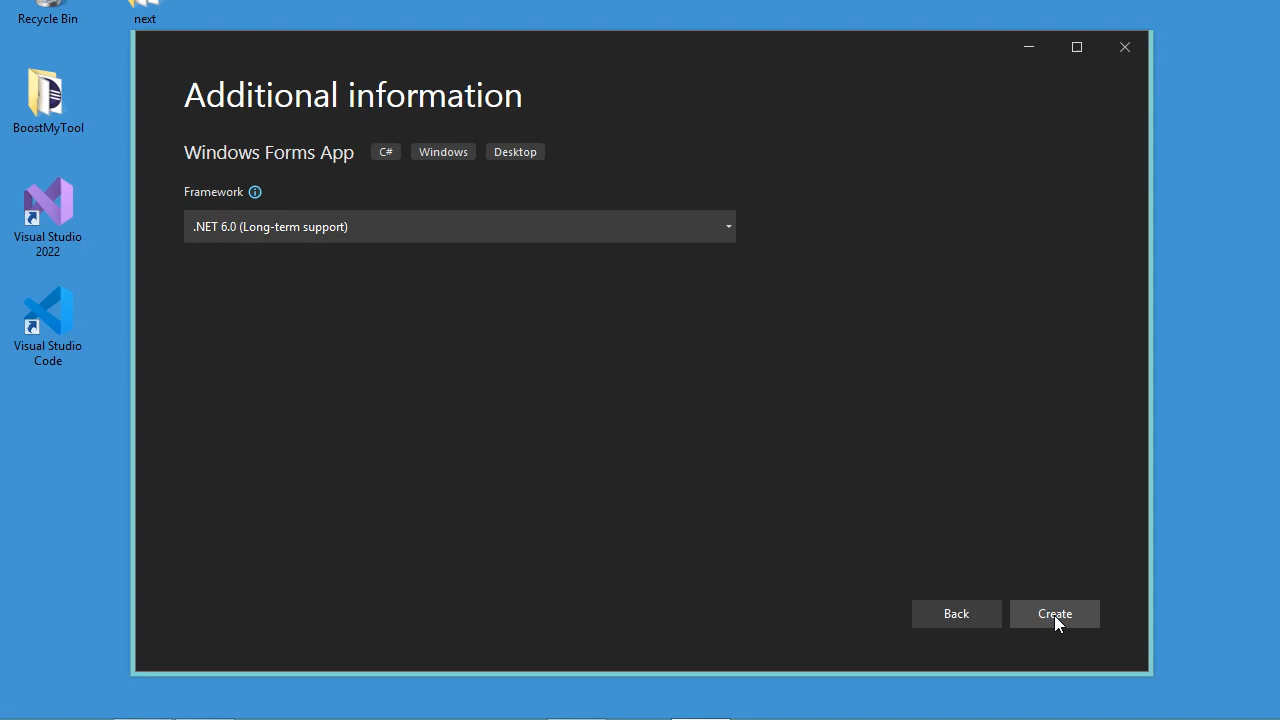 Recycle Bin
next
BoostMyTool
Visual Studio
2022
Visual Studio
Code
Additional information
Windows Forms App C# Windows Desktop
Framework
.NET 6.0 (Long-term support)
Back Create